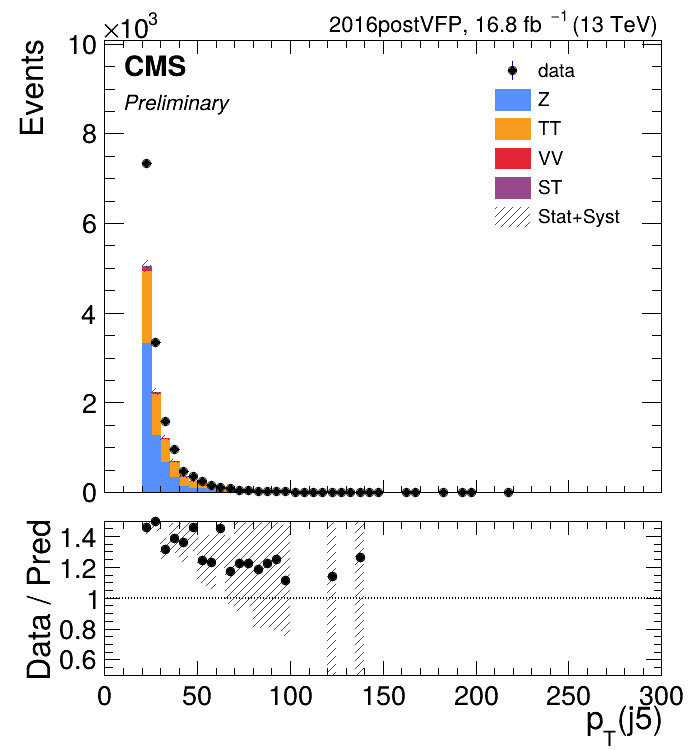 ×10³
2016postVFP, 16.8 fb ⁻¹ (13 TeV)
CMS
Preliminary
Events
data
Z
TT
VV
ST
Stat+Syst
10
8
6
4
2
0
Data / Pred
1.4
1.2
1
0.8
0.6
0 50 100 150 200 250 300
p_T(j5)